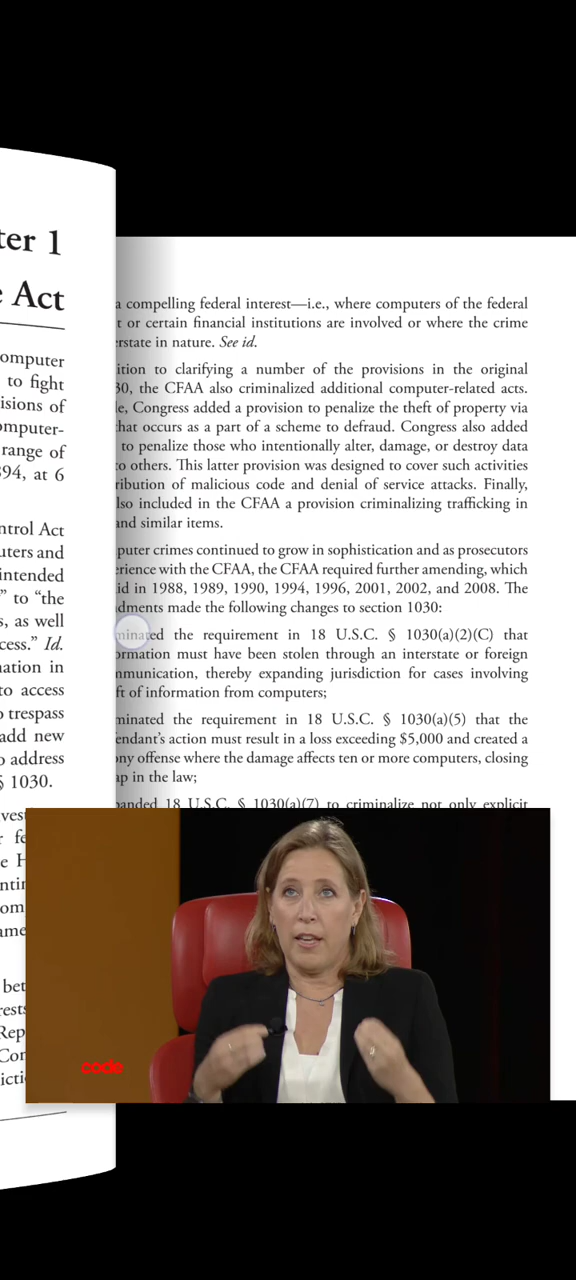 ter 1
e Act
omputer
to fight
isions of
omputer-
range of
94, at 6
ntrol Act
uters and
intended
” to “the
s, as well
cess.” Id.
ation in
to access
o trespass
add new
o address
§ 1030.
a compelling federal interest—i.e., where computers of the federal
t or certain financial institutions are involved or where the crime
erstate in nature. See id.
ition to clarifying a number of the provisions in the original
30, the CFAA also criminalized additional computer-related acts.
le, Congress added a provision to penalize the theft of property via
that occurs as a part of a scheme to defraud. Congress also added
to penalize those who intentionally alter, damage, or destroy data
to others. This latter provision was designed to cover such activities
ribution of malicious code and denial of service attacks. Finally,
lso included in the CFAA a provision criminalizing trafficking in
and similar items.
puter crimes continued to grow in sophistication and as prosecutors
erience with the CFAA, the CFAA required further amending, which
id in 1988, 1989, 1990, 1994, 1996, 2001, 2002, and 2008. The
dments made the following changes to section 1030:
minated the requirement in 18 U.S.C. § 1030(a)(2)(C) that
ormation must have been stolen through an interstate or foreign
mmunication, thereby expanding jurisdiction for cases involving
ft of information from computers;
minated the requirement in 18 U.S.C. § 1030(a)(5) that the
endant’s action must result in a loss exceeding $5,000 and created a
ony offense where the damage affects ten or more computers, closing
ap in the law;
panded 18 U.S.C. § 1030(a)(7) to criminalize not only explicit
code